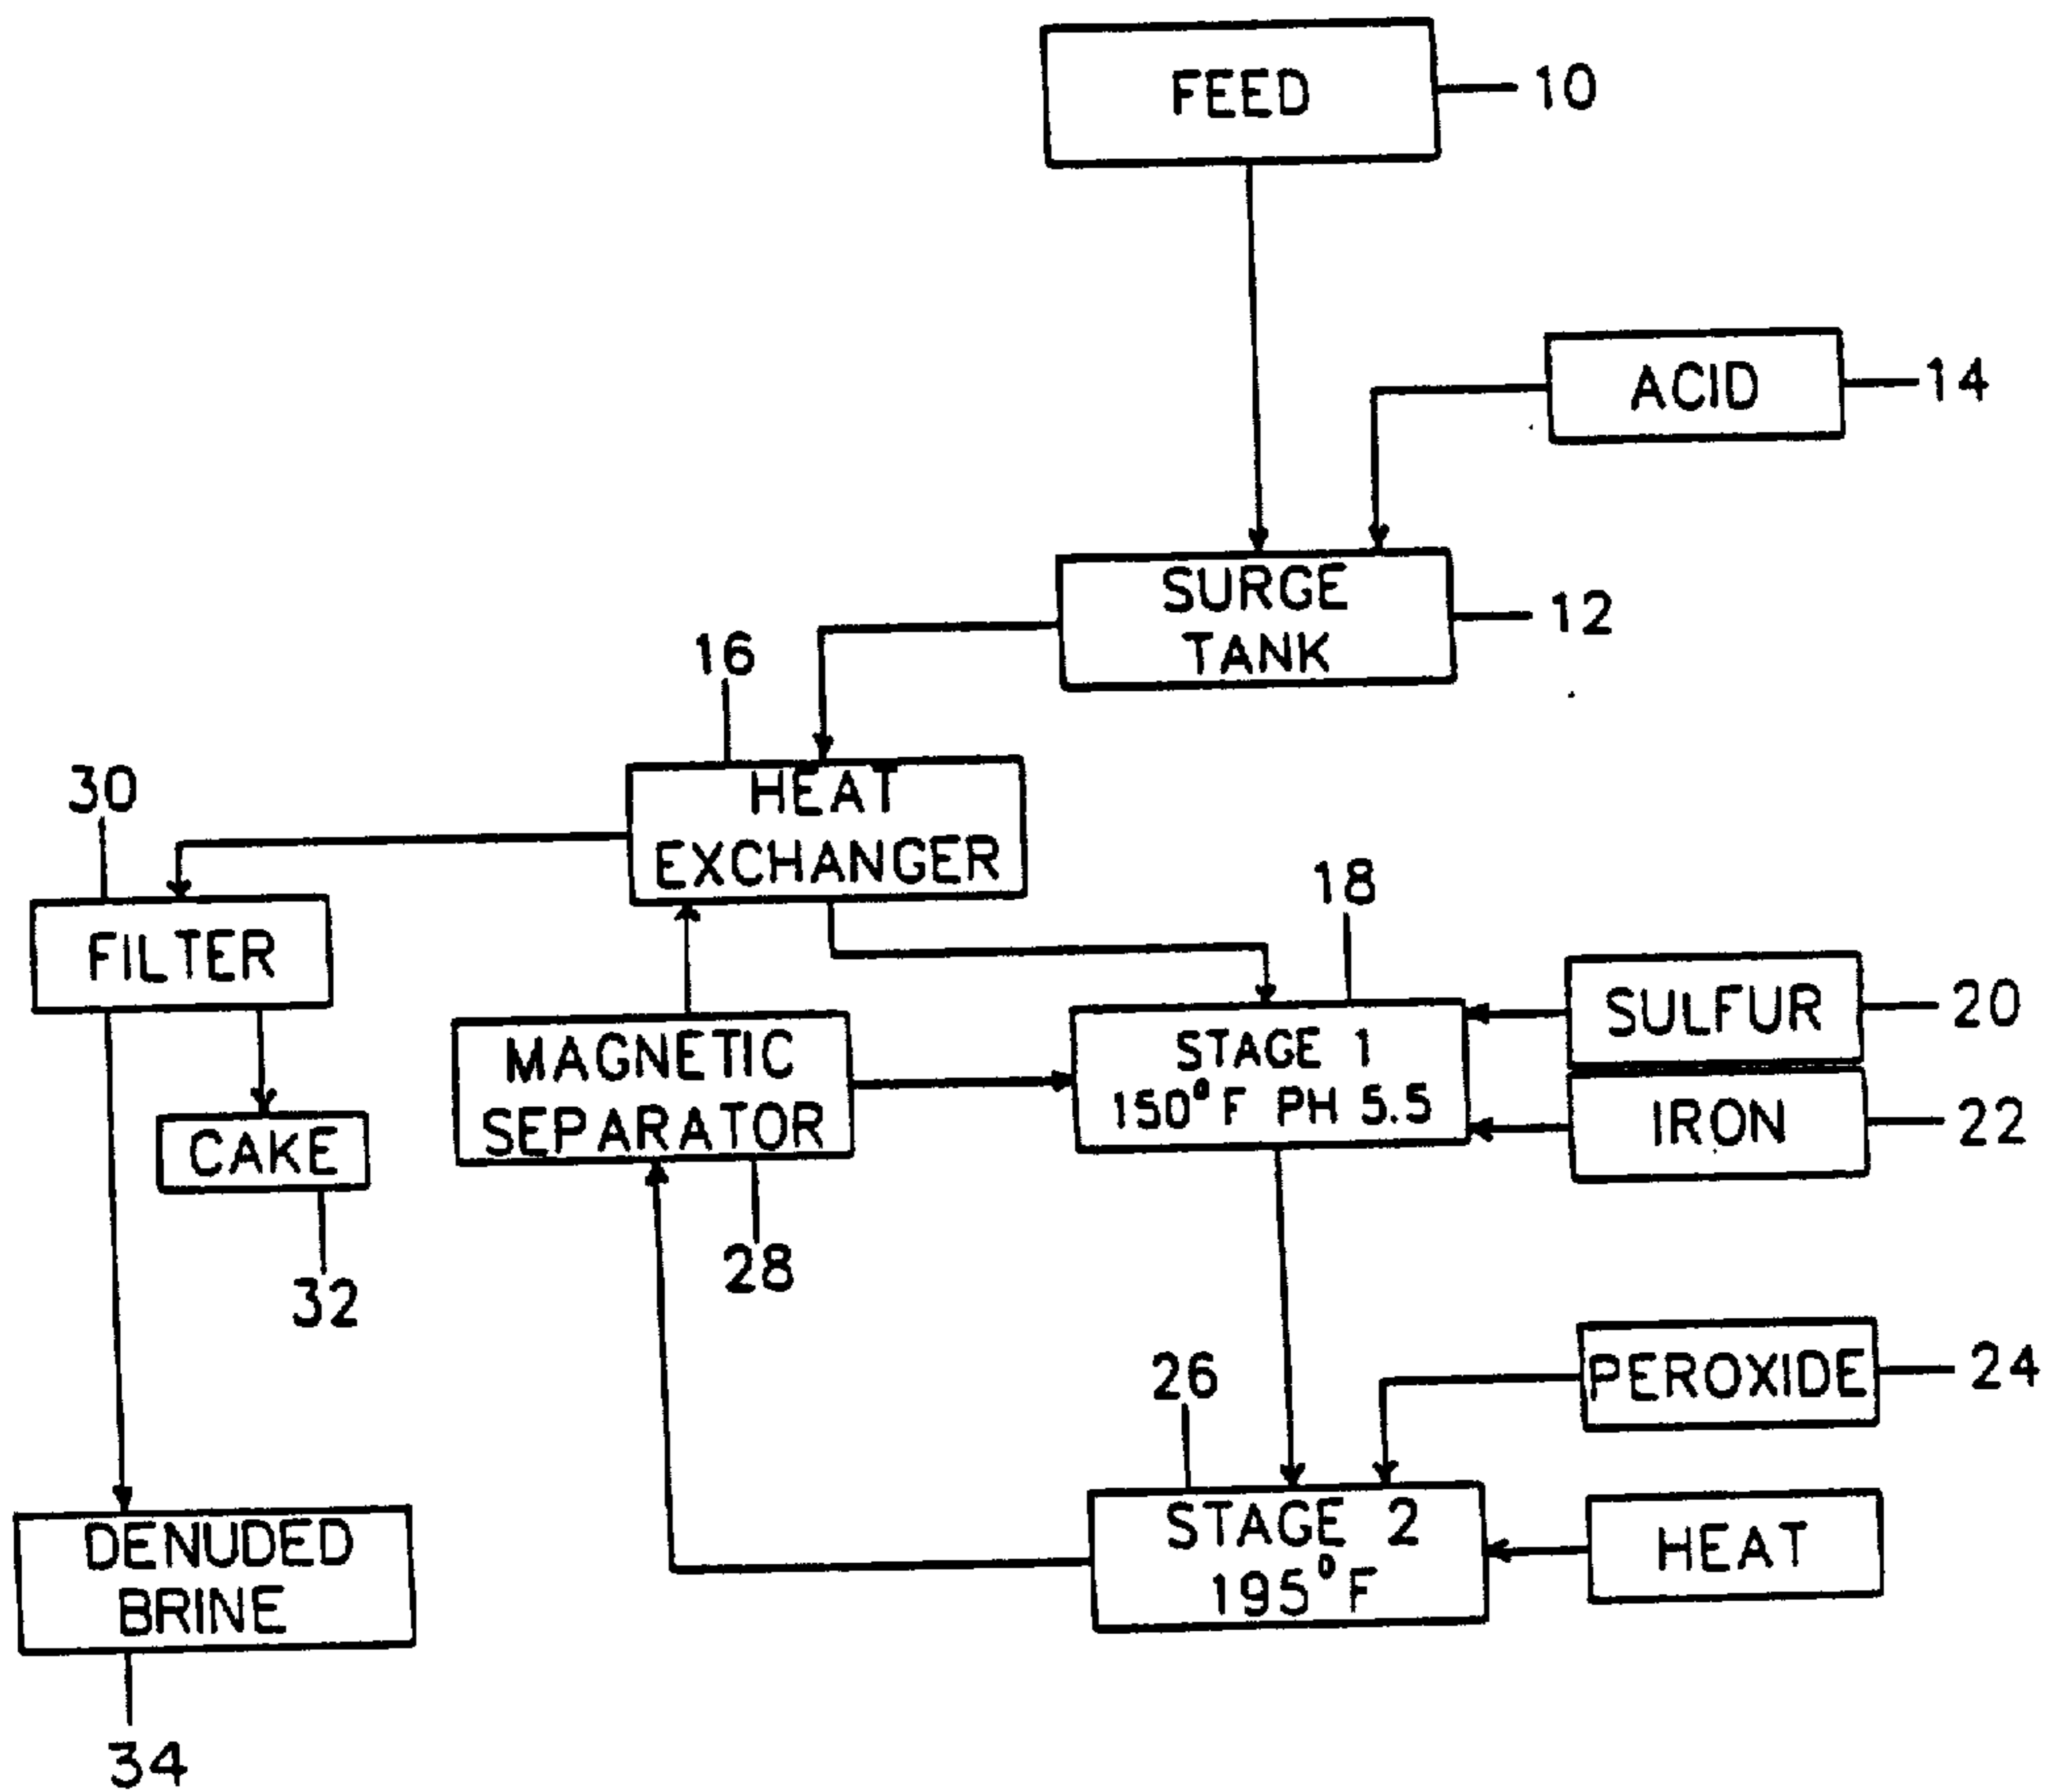 FEED
10
ACID
14
SURGE
TANK
12
16
HEAT
EXCHANGER
30
FILTER
18
STAGE 1
150°F PH 5.5
SULFUR
20
IRON
22
MAGNETIC
SEPARATOR
28
CAKE
32
PEROXIDE
24
26
STAGE 2
195°F
HEAT
DENUDED
BRINE
34